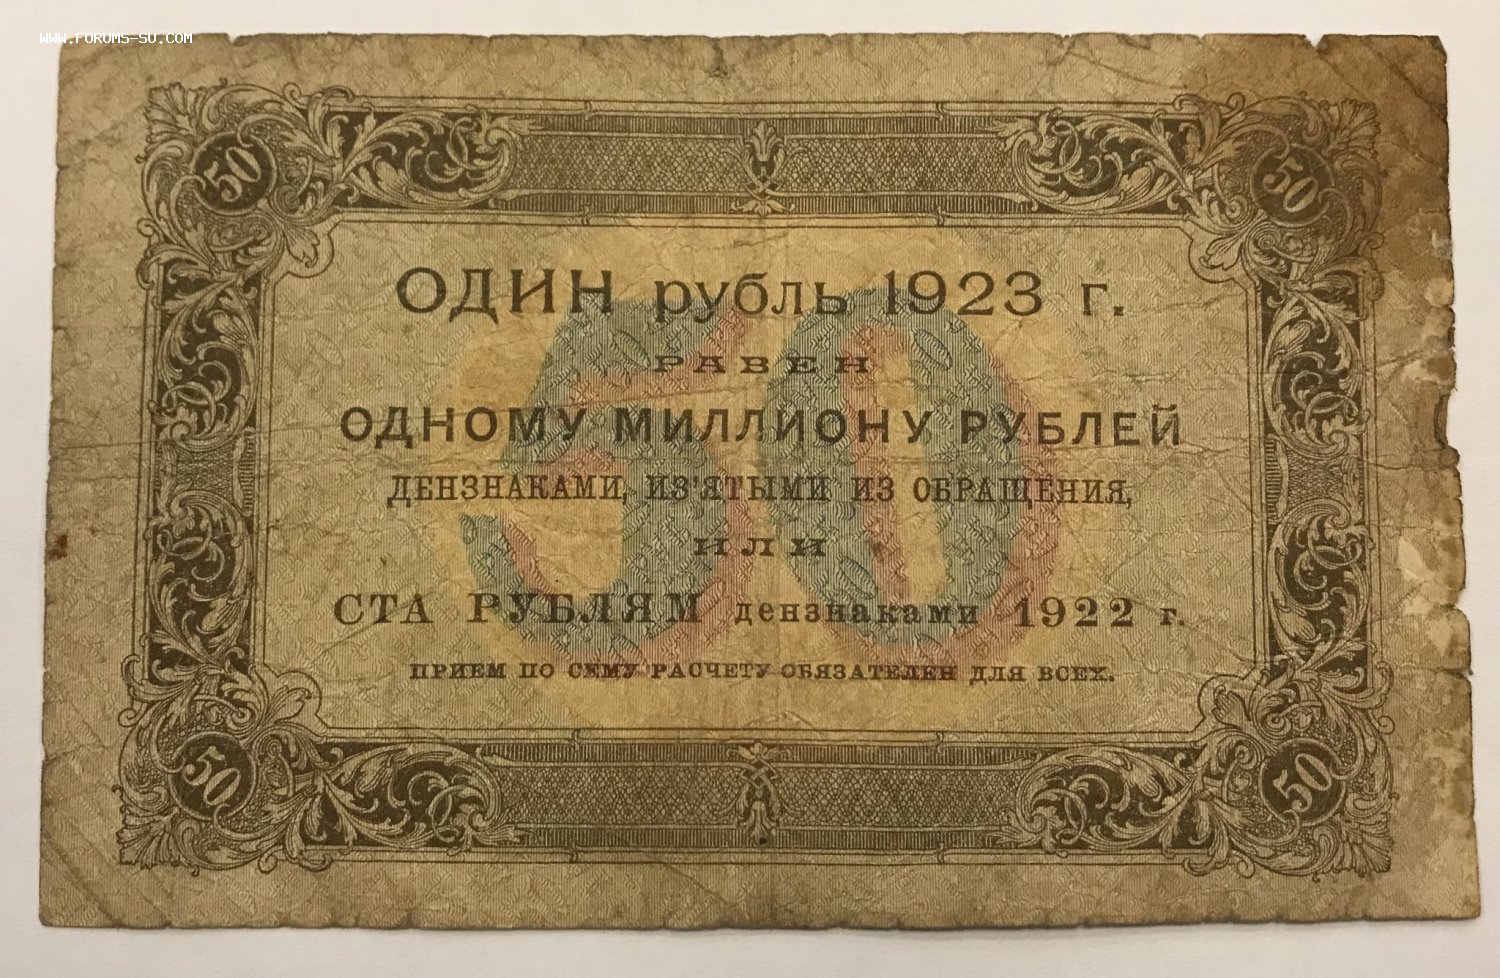 WWW.FORUMS-SU.COM
50 50
ОДИН рубль 1923 г.
РАВЕН
ОДНОМУ МИЛЛИОНУ РУБЛЕЙ
ДЕНЗНАКАМИ, ИЗ'ЯТЫМИ ИЗ ОБРАЩЕНИЯ,
ИЛИ
СТА РУБЛЯМ дензнаками 1922 г.
ПРИЕМ ПО СЕМУ РАСЧЕТУ ОБЯЗАТЕЛЕН ДЛЯ ВСЕХ.
50
50 50